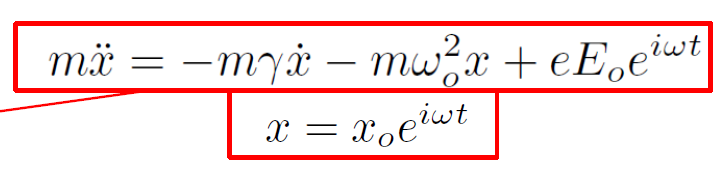 mẍ = −mγẋ − mω_o^2 x + eE_o e^{iωt}
x = x_o e^{iωt}